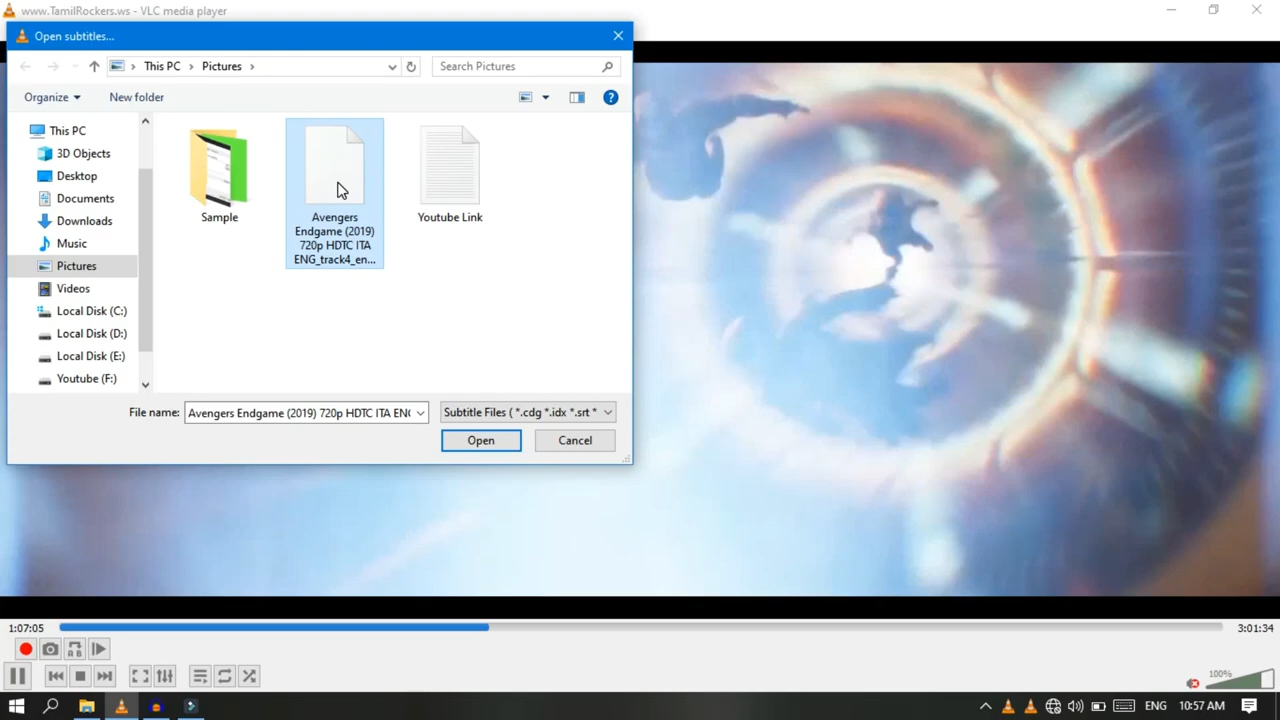 www.TamilRockers.ws - VLC media player
Open subtitles...
This PC
Pictures
Search Pictures
Organize
New folder
This PC
3D Objects
Desktop
Documents
Downloads
Music
Pictures
Videos
Local Disk (C:)
Local Disk (D:)
Local Disk (E:)
Youtube (F:)
Sample
Avengers
Endgame (2019)
720p HDTC ITA
ENG_track4_en...
Youtube Link
File name:
Avengers Endgame (2019) 720p HDTC ITA ENG
Subtitle Files ( *.cdg *.idx *.srt *
Open
Cancel
1:07:05
3:01:34
A B
100%
ENG
10:57 AM